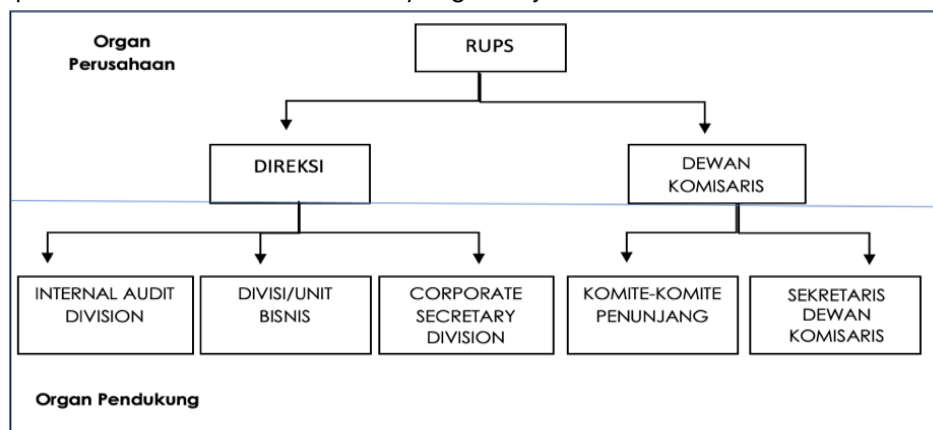 Organ
Perusahaan
RUPS
DIREKSI
DEWAN
KOMISARIS
INTERNAL AUDIT
DIVISION
DIVISI/UNIT
BISNIS
CORPORATE
SECRETARY
DIVISION
KOMITE-KOMITE
PENUNJANG
SEKRETARIS
DEWAN
KOMISARIS
Organ Pendukung